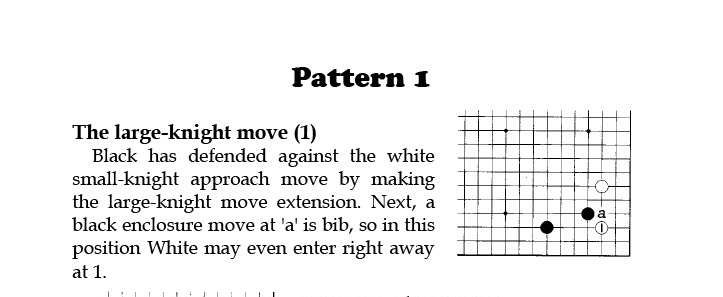 Pattern 1
The large-knight move (1)
Black has defended against the white
small-knight approach move by making
the large-knight move extension. Next, a
black enclosure move at 'a' is bib, so in this
position White may even enter right away
at 1.
a
1